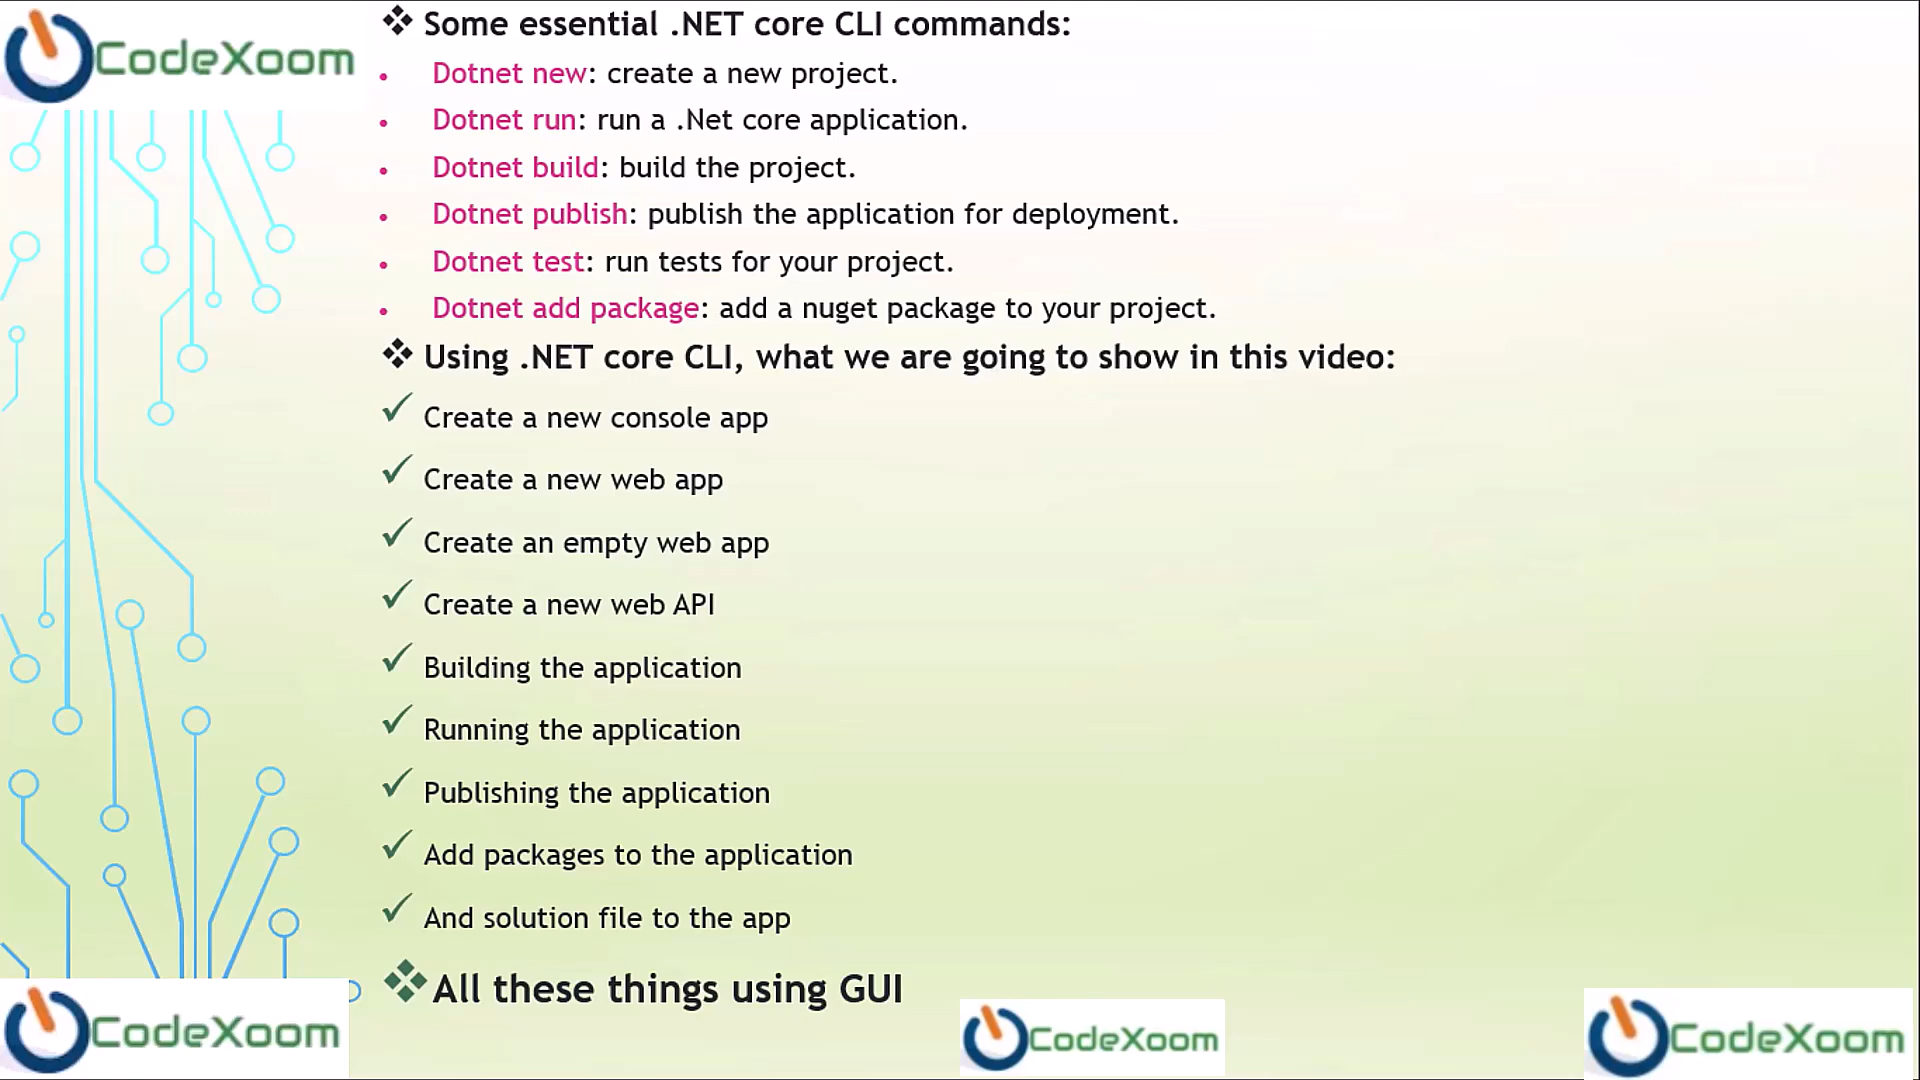 CodeXoom
Some essential .NET core CLI commands:
Dotnet new: create a new project.
Dotnet run: run a .Net core application.
Dotnet build: build the project.
Dotnet publish: publish the application for deployment.
Dotnet test: run tests for your project.
Dotnet add package: add a nuget package to your project.
Using .NET core CLI, what we are going to show in this video:
Create a new console app
Create a new web app
Create an empty web app
Create a new web API
Building the application
Running the application
Publishing the application
Add packages to the application
And solution file to the app
All these things using GUI
CodeXoom
CodeXoom
CodeXoom